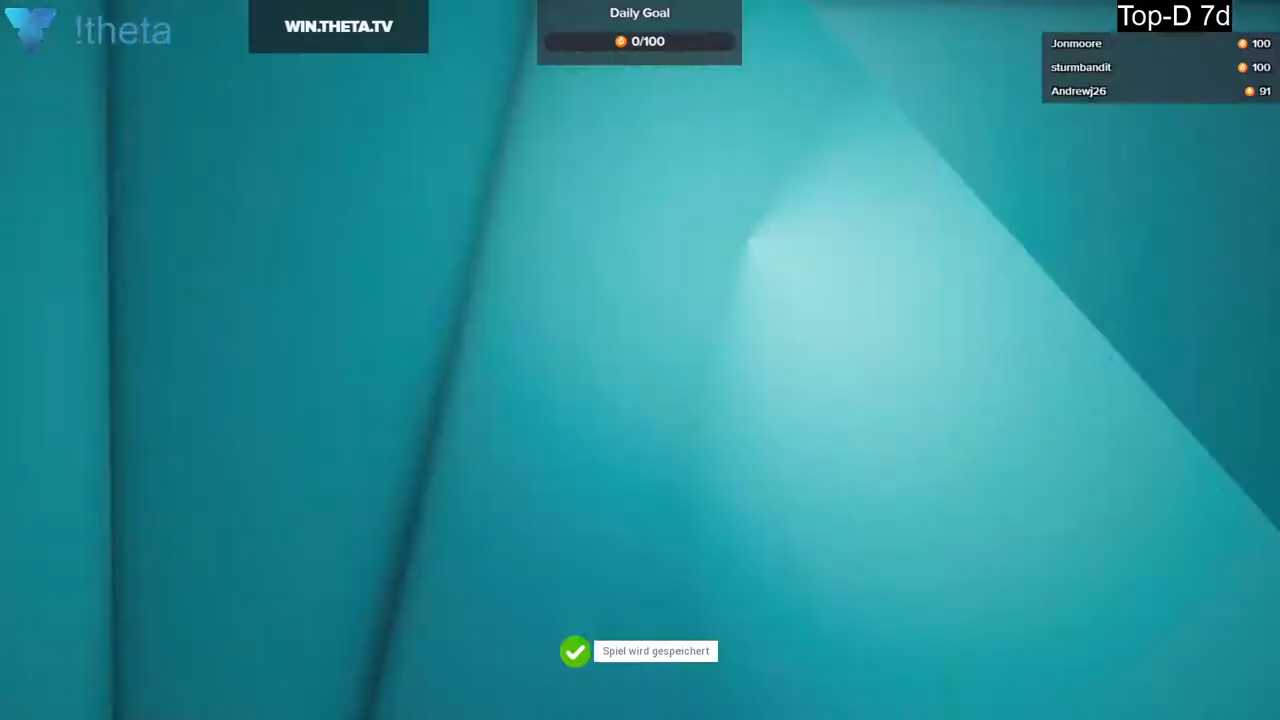 !theta
WIN.THETA.TV
Daily Goal
0/100
Top-D 7d
Jonmoore 100
sturmbandit 100
Andrewj26 91
Spiel wird gespeichert